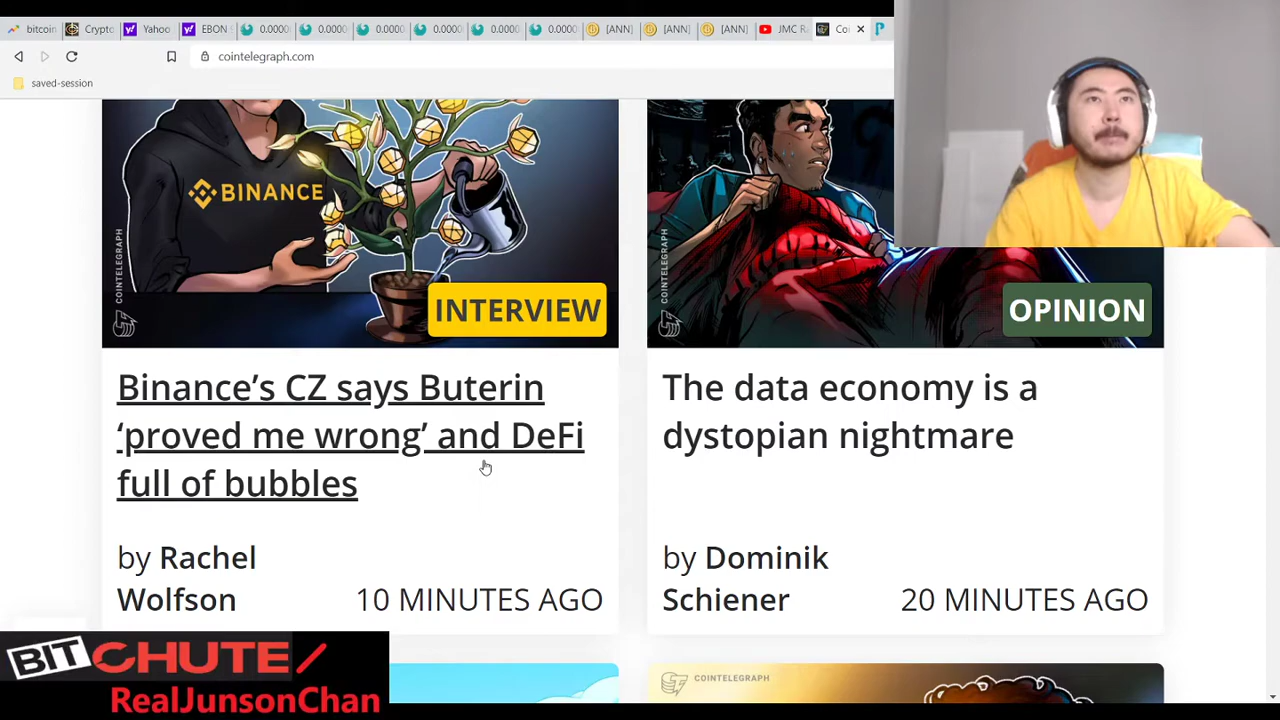 bitcoin
Crypto
Yahoo
EBON
0.0000
0.0000
0.0000
0.0000
0.0000
0.0000
[ANN]
[ANN]
[ANN]
JMC R
Co
cointelegraph.com
saved-session
BINANCE
COINTELEGRAPH
INTERVIEW
COINTELEGRAPH
OPINION
Binance’s CZ says Buterin
‘proved me wrong’ and DeFi
full of bubbles
The data economy is a
dystopian nightmare
by Rachel
Wolfson
10 MINUTES AGO
by Dominik
Schiener
20 MINUTES AGO
COINTELEGRAPH
BITCHUTE/
RealJunsonChan